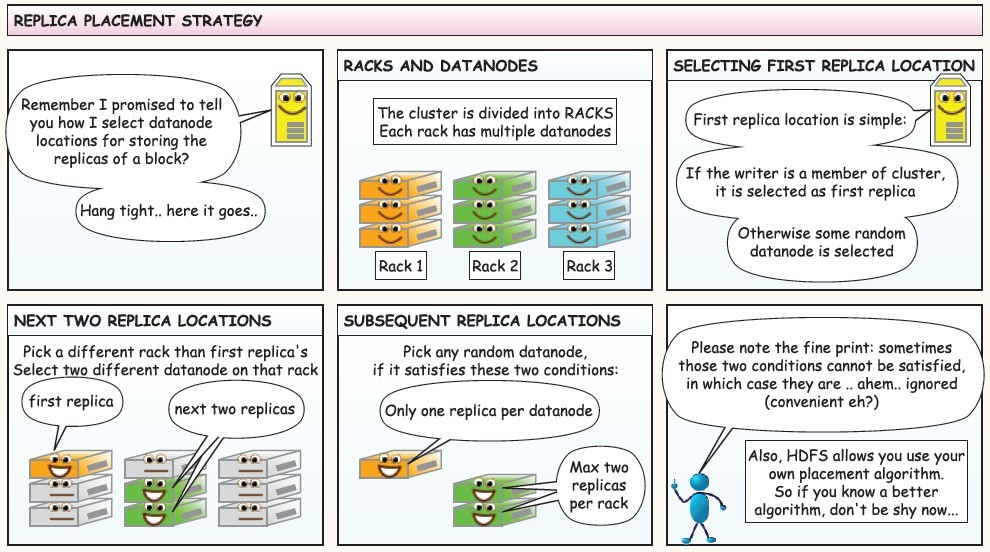 REPLICA PLACEMENT STRATEGY
Remember I promised to tell
you how I select datanode
locations for storing the
replicas of a block?
Hang tight.. here it goes..
RACKS AND DATANODES
The cluster is divided into RACKS
Each rack has multiple datanodes
Rack 1
Rack 2
Rack 3
SELECTING FIRST REPLICA LOCATION
First replica location is simple:
If the writer is a member of cluster,
it is selected as first replica
Otherwise some random
datanode is selected
NEXT TWO REPLICA LOCATIONS
Pick a different rack than first replica's
Select two different datanode on that rack
first replica
next two replicas
SUBSEQUENT REPLICA LOCATIONS
Pick any random datanode,
if it satisfies these two conditions:
Only one replica per datanode
Max two
replicas
per rack
Please note the fine print: sometimes
those two conditions cannot be satisfied,
in which case they are .. ahem.. ignored
(convenient eh?)
Also, HDFS allows you use your
own placement algorithm.
So if you know a better
algorithm, don't be shy now...